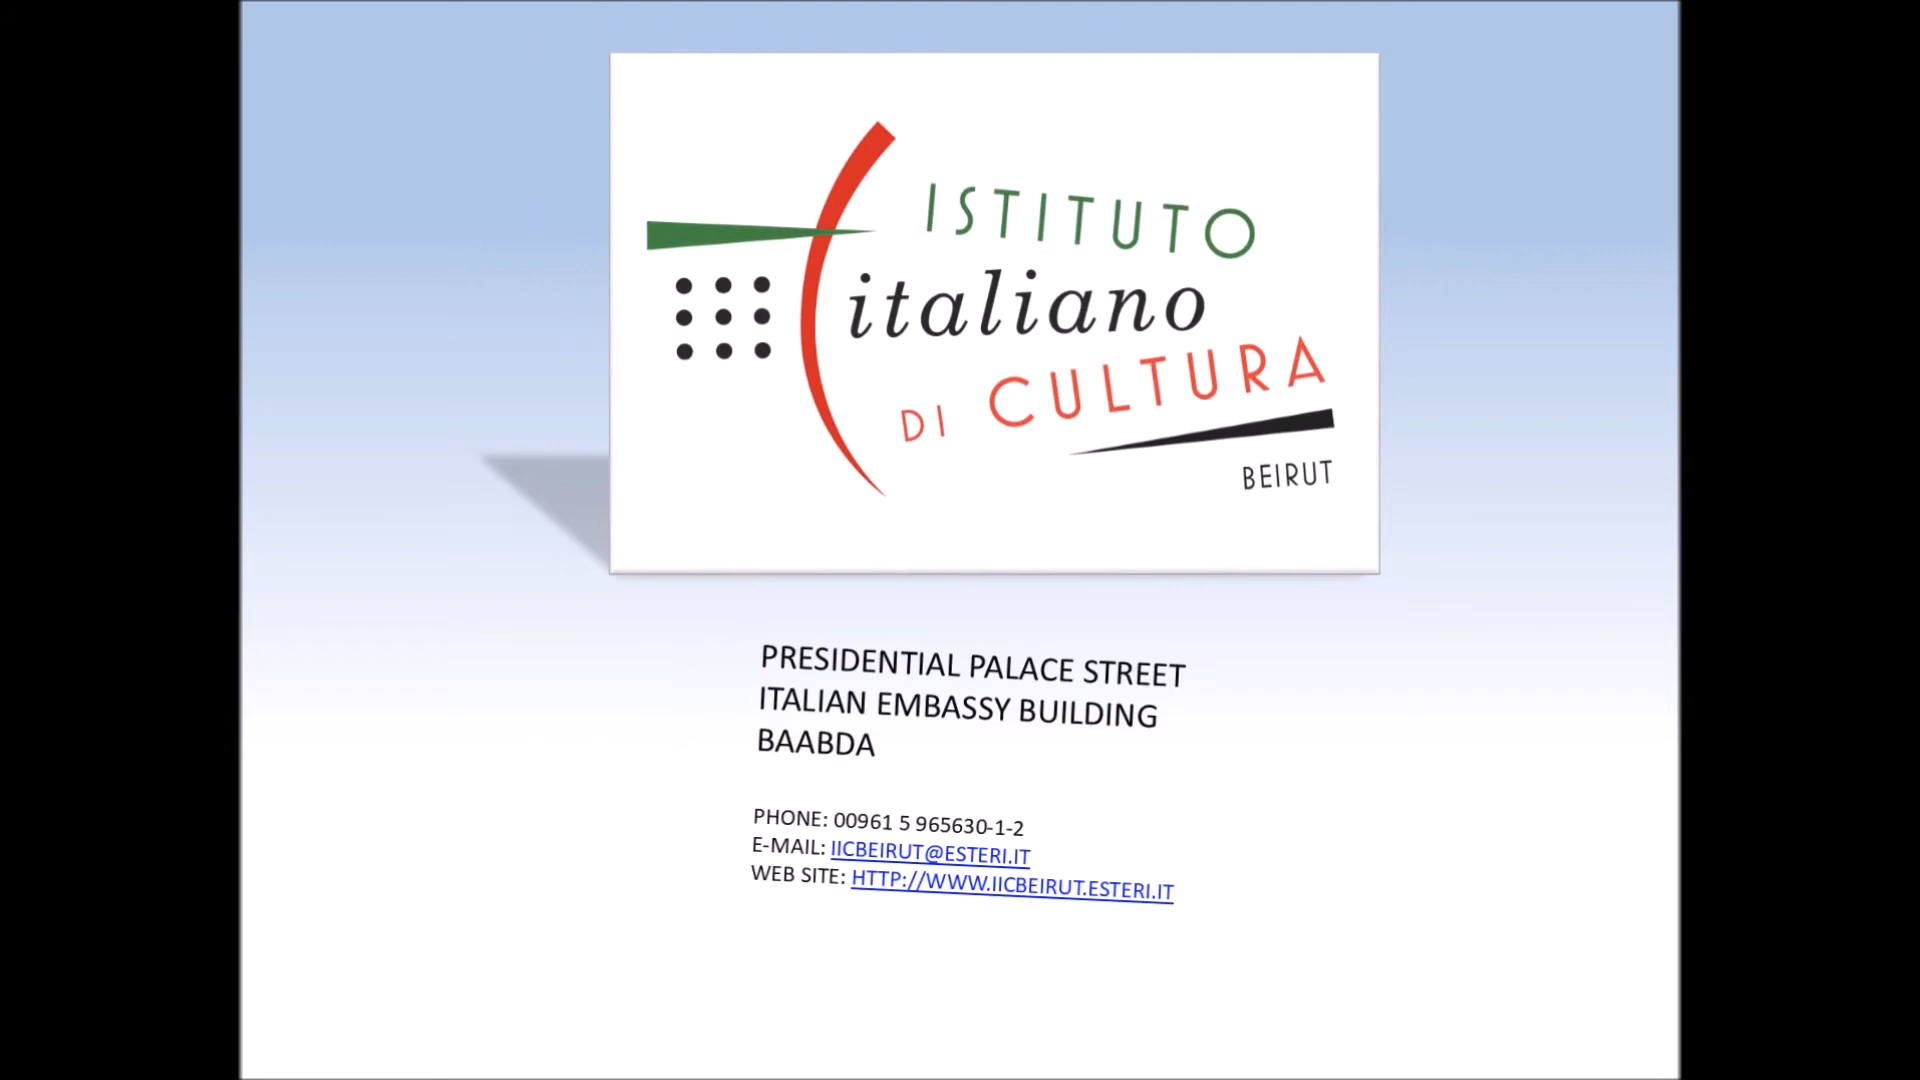 ISTITUTO
italiano
DI CULTURA
BEIRUT
PRESIDENTIAL PALACE STREET
ITALIAN EMBASSY BUILDING
BAABDA
PHONE: 00961 5 965630-1-2
E-MAIL: IICBEIRUT@ESTERI.IT
WEB SITE: HTTP://WWW.IICBEIRUT.ESTERI.IT